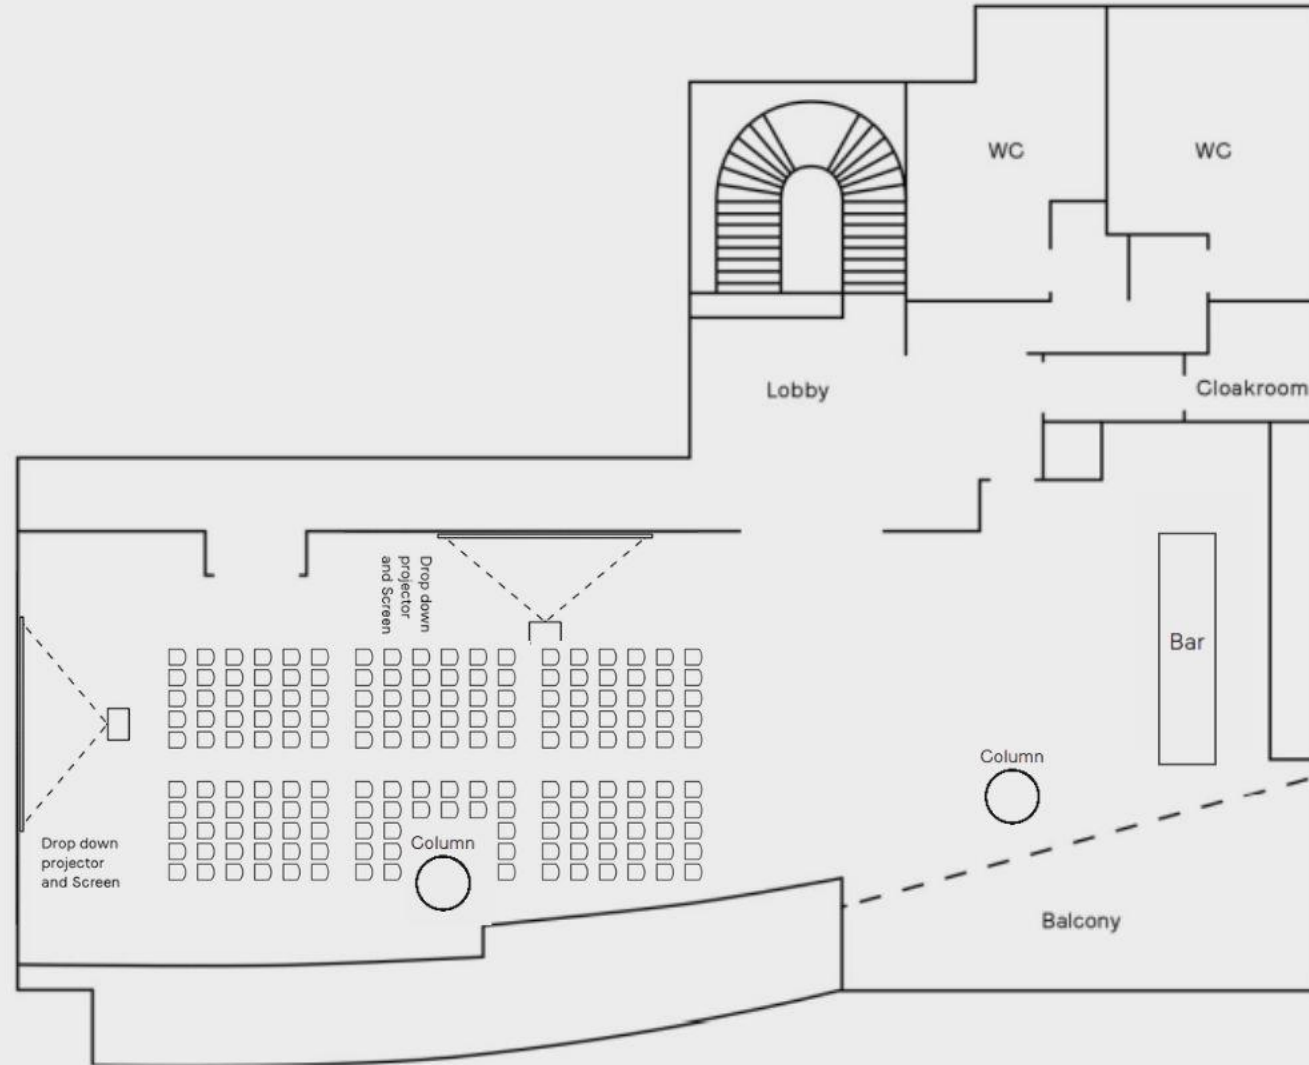 WC
WC
Lobby
Cloakroom
Drop down
projector
and Screen
Bar
Column
Drop down
projector
and Screen
Column
Balcony